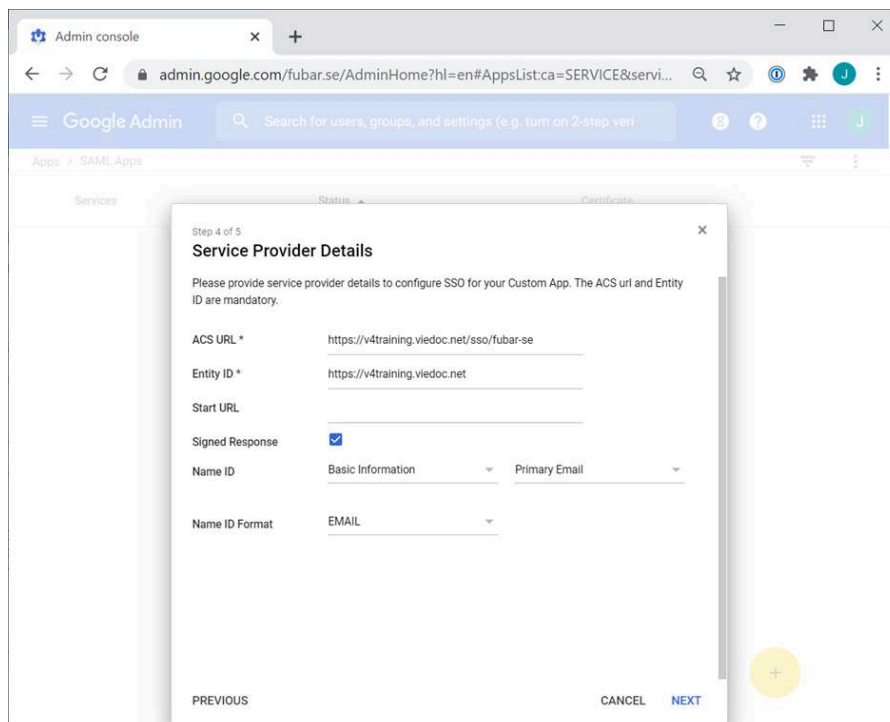 Admin console
admin.google.com/fubar.se/AdminHome?hl=en#AppsList:ca=SERVICE&servi...
J
Google Admin
Search for users, groups, and settings (e.g. turn on 2-step veri
8
?
J
Apps > SAML Apps
Services Status Certificate
Step 4 of 5
Service Provider Details
Please provide service provider details to configure SSO for your Custom App. The ACS url and Entity
ID are mandatory.
ACS URL * https://v4training.viedoc.net/sso/fubar-se
Entity ID * https://v4training.viedoc.net
Start URL
Signed Response
Name ID Basic Information Primary Email
Name ID Format EMAIL
PREVIOUS CANCEL NEXT